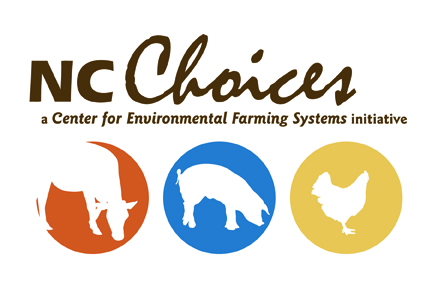 NC Choices
a Center for Environmental Farming Systems initiative